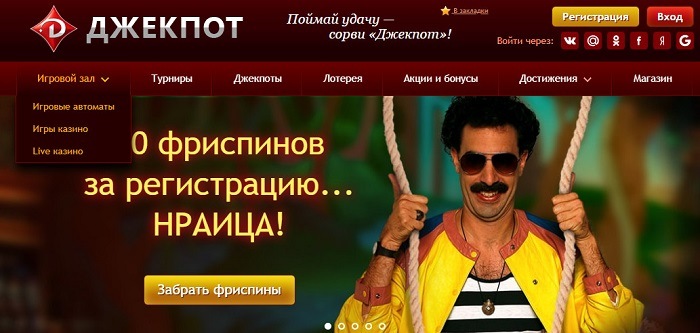 ДЖЕКПОТ
Поймай удачу —
сорви «Джекпот»!
В закладки
Регистрация
Вход
Войти через:
Игровой зал
Турниры
Джекпоты
Лотерея
Акции и бонусы
Достижения
Магазин
Игровые автоматы
Игры казино
Live казино
0 фриспинов
за регистрацию...
НРАИЦА!
Забрать фриспины